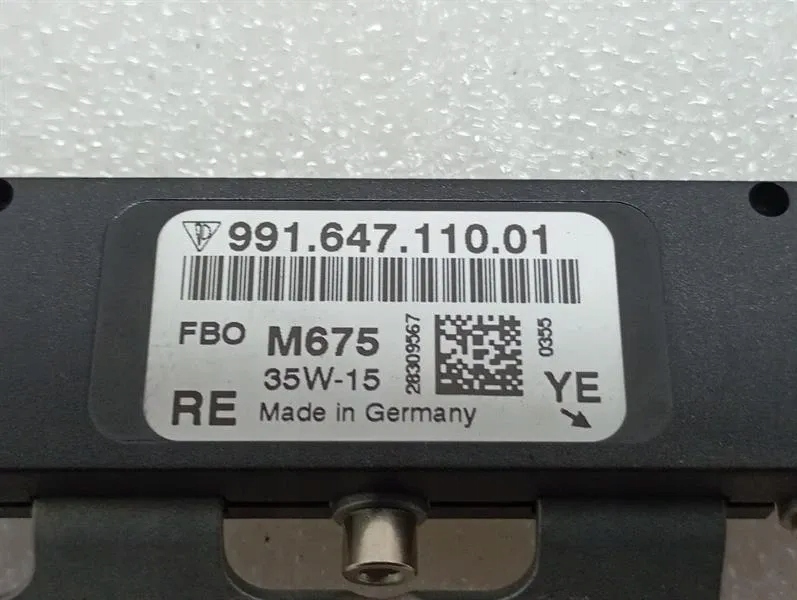 991.647.110.01
FBO M675
35W-15
28309567
0355
RE
Made in Germany
YE